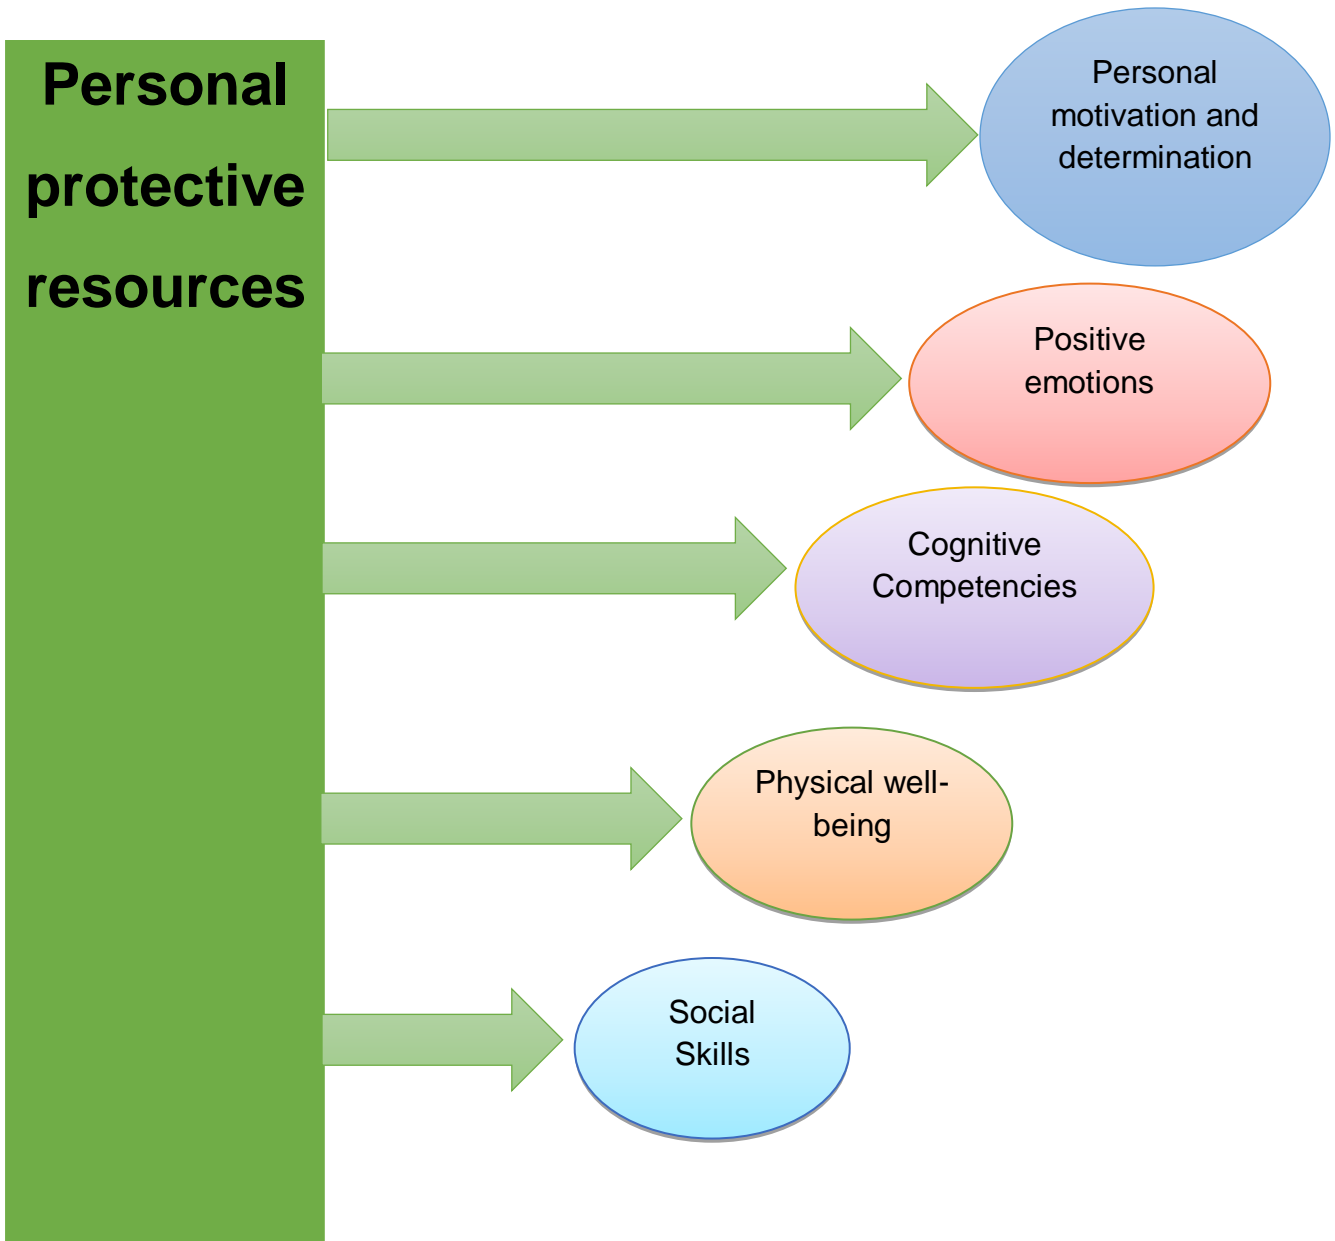 Personal
protective
resources
Personal
motivation and
determination
Positive
emotions
Cognitive
Competencies
Physical well-
being
Social
Skills